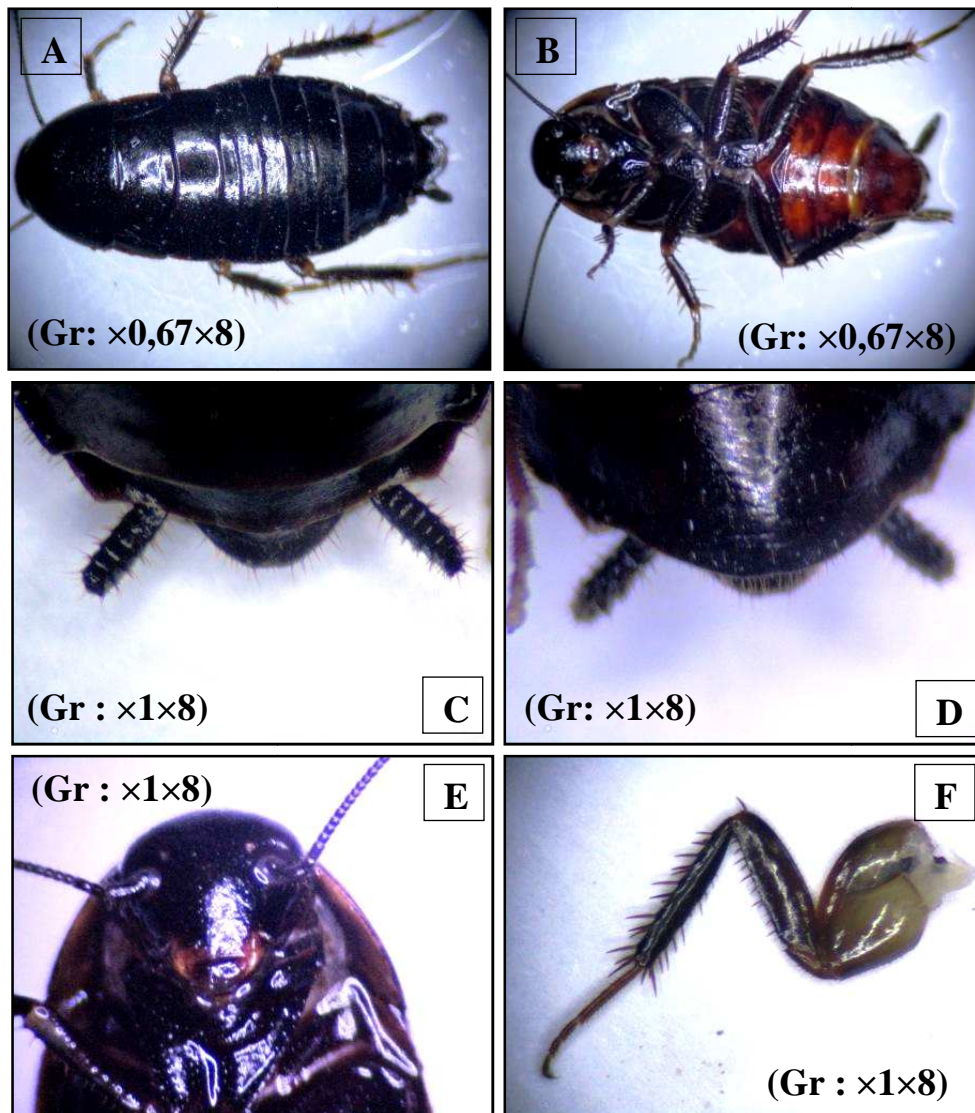 A
B
(Gr: ×0,67×8)
(Gr: ×0,67×8)
(Gr : ×1×8)
C
(Gr: ×1×8)
D
(Gr : ×1×8)
E
F
(Gr : ×1×8)